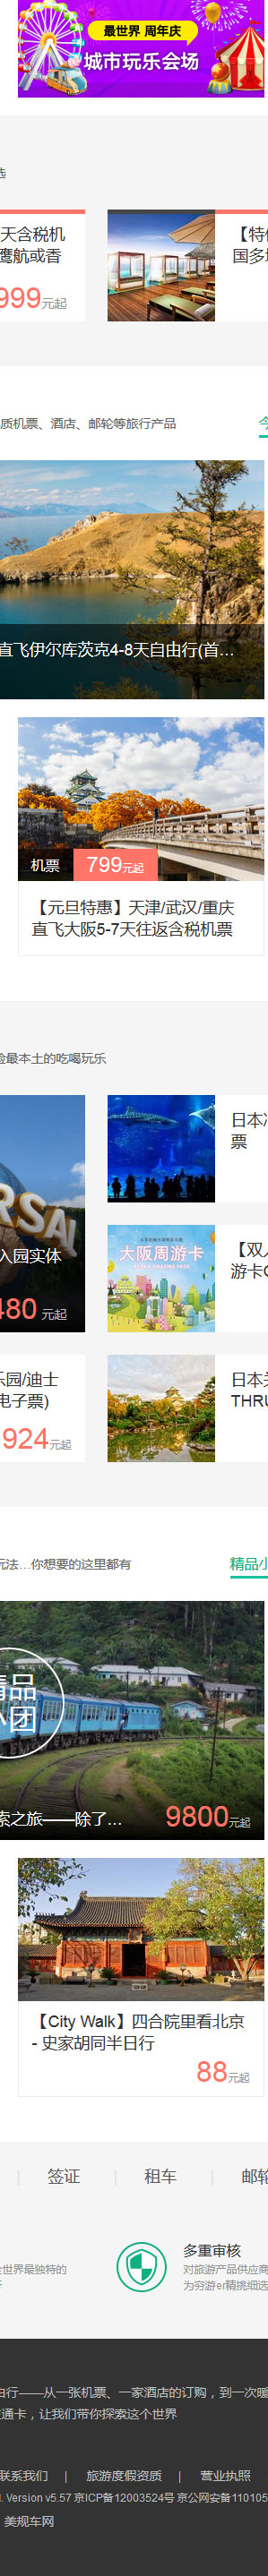 最世界 周年庆
城市玩乐会场
选
天含税机
鹰航或香
999元起
【特
国多
质机票、酒店、邮轮等旅行产品
直飞伊尔库茨克4-8天自由行(首...
机票
799元起
【元旦特惠】天津/武汉/重庆
直飞大阪5-7天往返含税机票
最本土的吃喝玩乐
入园实体
480 元起
乐园/迪士
电子票)
924元起
日本
票
大阪周游卡
OSAKA AMAZING PASS
【双
游卡
日本
THRU
玩法...你想要的这里都有
精品小
精品
小团
索之旅——除了...
9800元起
【City Walk】四合院里看北京
- 史家胡同半日行
88元起
签证
租车
邮轮
世界最独特的
多重审核
对旅游产品供应商
为穷游er精挑细选
由行——从一张机票、一家酒店的订购，到一次暖
通卡，让我们带你探索这个世界
联系我们 | 旅游度假资质 | 营业执照
. Version v5.57 京ICP备12003524号 京公网安备110105
美规车网